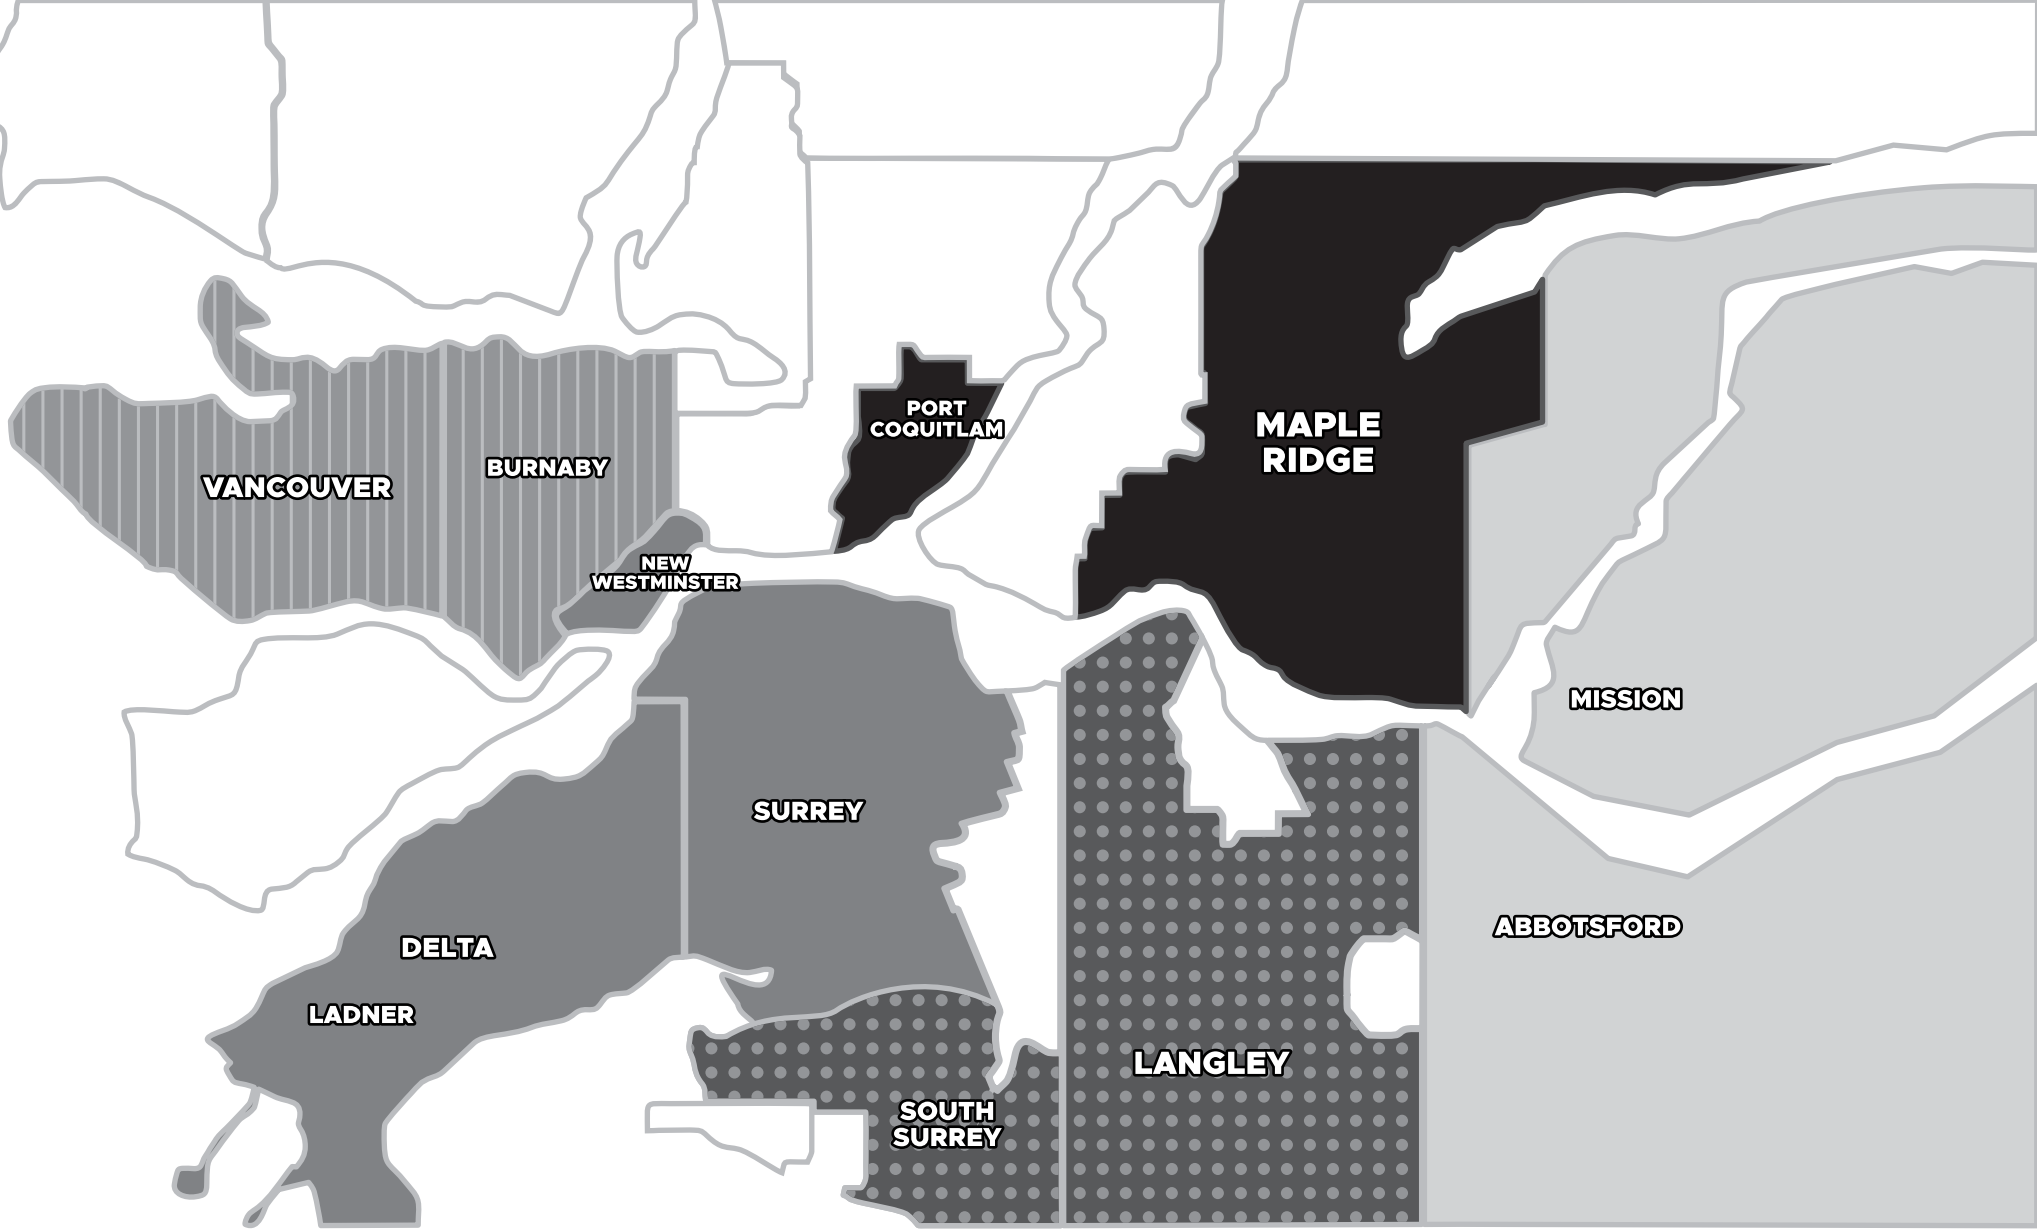 PORT
COQUITLAM
MAPLE
RIDGE
VANCOUVER
BURNABY
NEW
WESTMINSTER
MISSION
SURREY
ABBOTSFORD
DELTA
LADNER
LANGLEY
SOUTH
SURREY